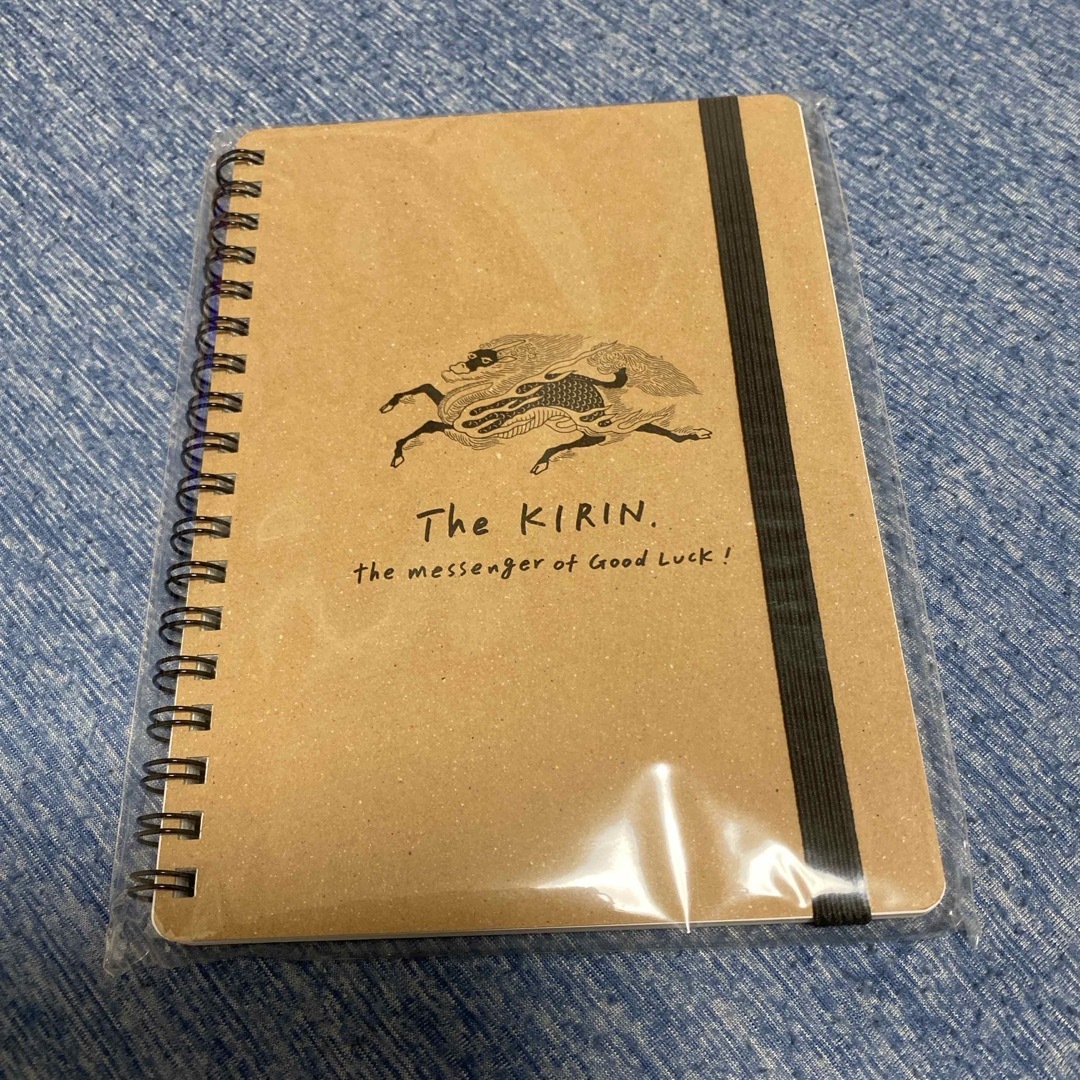 The KIRIN.
the messenger of Good Luck!